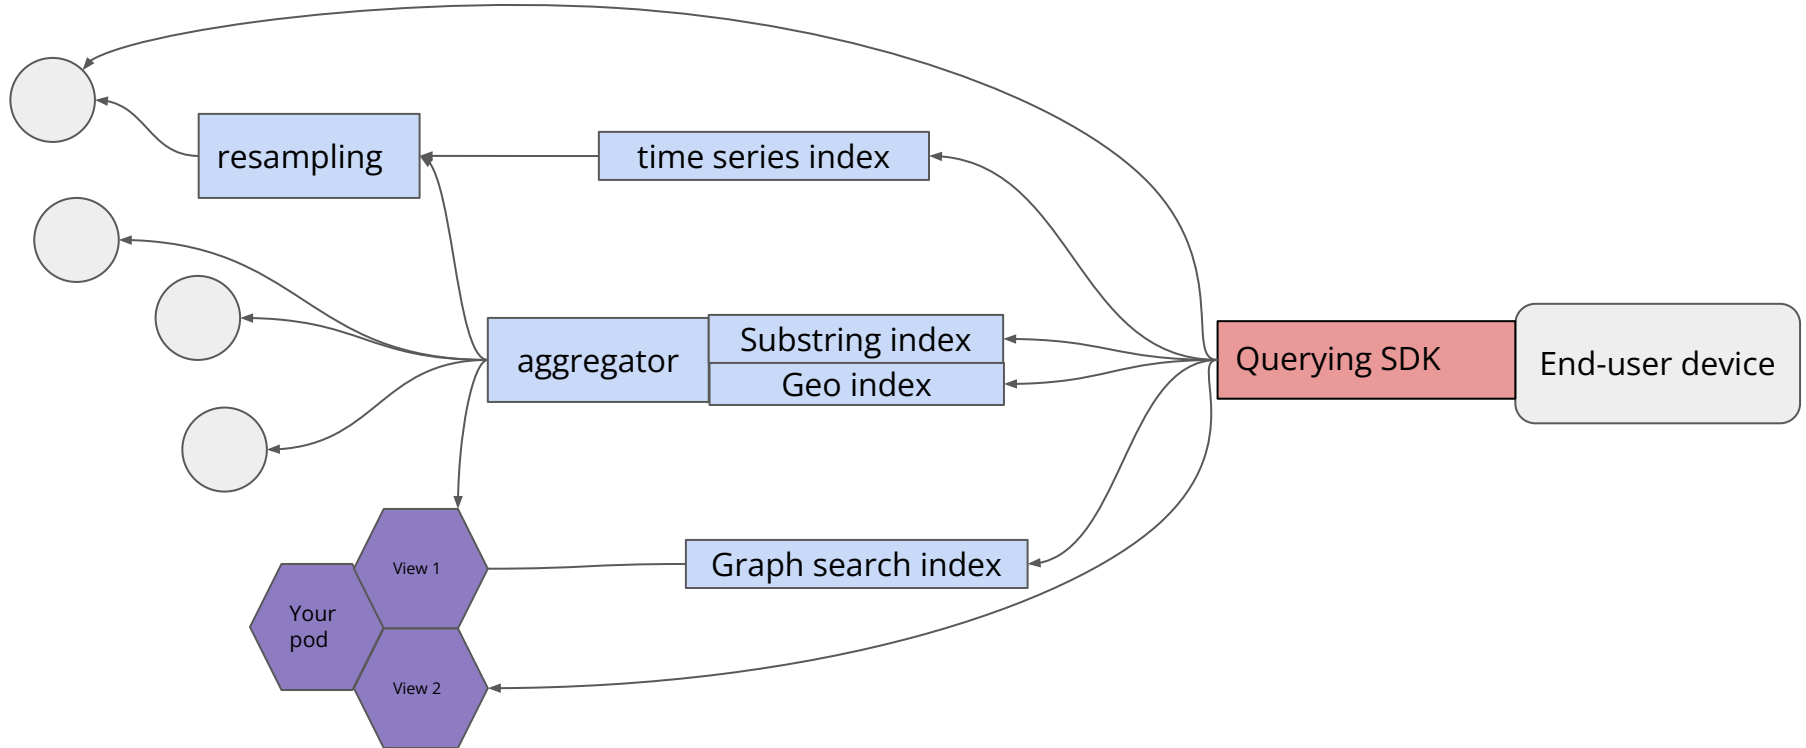 resampling
time series index
aggregator
Substring index
Geo index
Querying SDK
End-user device
View 1
Graph search index
Your
pod
View 2